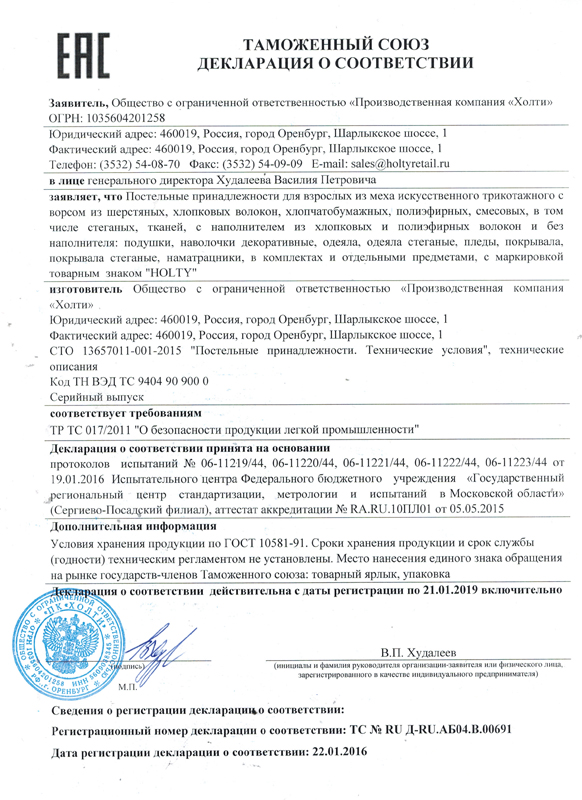 EAC
ТАМОЖЕННЫЙ СОЮЗ
ДЕКЛАРАЦИЯ О СООТВЕТСТВИИ
Заявитель, Общество с ограниченной ответственностью «Производственная компания «Холти»
ОГРН: 1035604201258
Юридический адрес: 460019, Россия, город Оренбург, Шарлыкское шоссе, 1
Фактический адрес: 460019, Россия, город Оренбург, Шарлыкское шоссе, 1
Телефон: (3532) 54-08-70 Факс: (3532) 54-09-09 E-mail: sales@holtyretail.ru
в лице генерального директора Худалеева Василия Петровича
заявляет, что Постельные принадлежности для взрослых из меха искусственного трикотажного с
ворсом из шерстяных, хлопковых волокон, хлопчатобумажных, полиэфирных, смесовых, в том
числе стеганых, тканей, с наполнителем из хлопковых и полиэфирных волокон и без
наполнителя: подушки, наволочки декоративные, одеяла, одеяла стеганые, пледы, покрывала,
покрывала стеганые, наматрацники, в комплектах и отдельными предметами, с маркировкой
товарным знаком "HOLTY"
изготовитель Общество с ограниченной ответственностью «Производственная компания
«Холти»
Юридический адрес: 460019, Россия, город Оренбург, Шарлыкское шоссе, 1
Фактический адрес: 460019, Россия, город Оренбург, Шарлыкское шоссе, 1
СТО 13657011-001-2015 "Постельные принадлежности. Технические условия", технические
описания
Код ТН ВЭД ТС 9404 90 900 0
Серийный выпуск
соответствует требованиям
ТР ТС 017/2011 "О безопасности продукции легкой промышленности"
Декларация о соответствии принята на основании
протоколов испытаний № 06-11219/44, 06-11220/44, 06-11221/44, 06-11222/44, 06-11223/44 от
19.01.2016 Испытательного центра Федерального бюджетного учреждения «Государственный
региональный центр стандартизации, метрологии и испытаний в Московской области»
(Сергиево-Посадский филиал), аттестат аккредитации № RA.RU.10ПЛ01 от 05.05.2015
Дополнительная информация
Условия хранения продукции по ГОСТ 10581-91. Сроки хранения продукции и срок службы
(годности) техническим регламентом не установлены. Место нанесения единого знака обращения
на рынке государств-членов Таможенного союза: товарный ярлык, упаковка
Декларация о соответствии действительна с даты регистрации по 21.01.2019 включительно
"ПК "ХОЛТИ"
РФ, г. ОРЕНБУРГ
(подпись)
М.П.
В.П. Худалеев
(инициалы и фамилия руководителя организации-заявителя или физического лица,
зарегистрированного в качестве индивидуального предпринимателя)
Сведения о регистрации декларации о соответствии:
Регистрационный номер декларации о соответствии: ТС № RU Д-RU.АБ04.В.00691
Дата регистрации декларации о соответствии: 22.01.2016